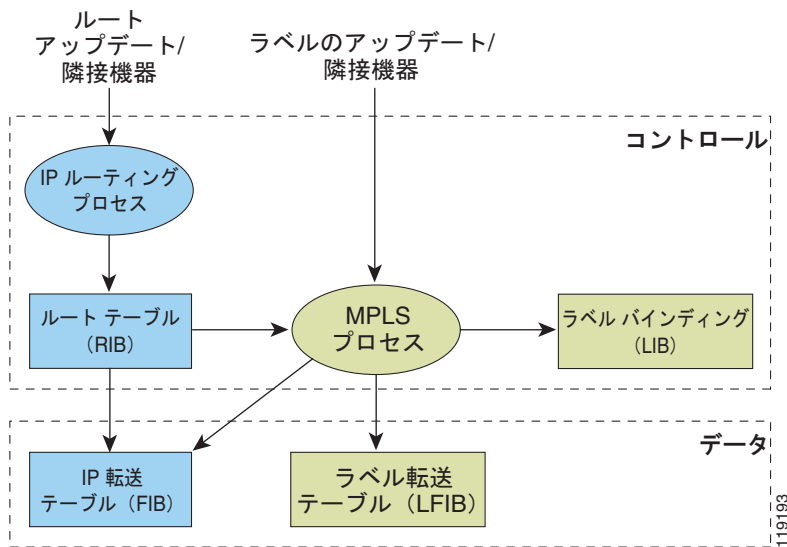 ルート
アップデート/
隣接機器
ラベルのアップデート/
隣接機器
コントロール
IP ルーティング
プロセス
ルート テーブル
（RIB）
MPLS
プロセス
ラベル バインディング
（LIB）
データ
IP 転送
テーブル（FIB）
ラベル転送
テーブル（LFIB）
119193